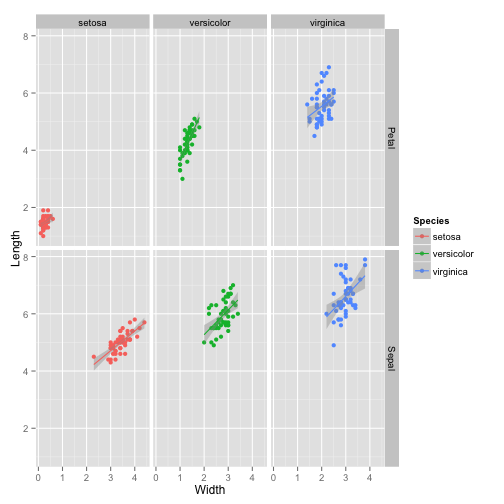 setosa versicolor virginica
8
6
4
2
Petal
Length
8
6
4
2
Sepal
0 1 2 3 4 0 1 2 3 4 0 1 2 3 4
Width
Species
setosa
versicolor
virginica